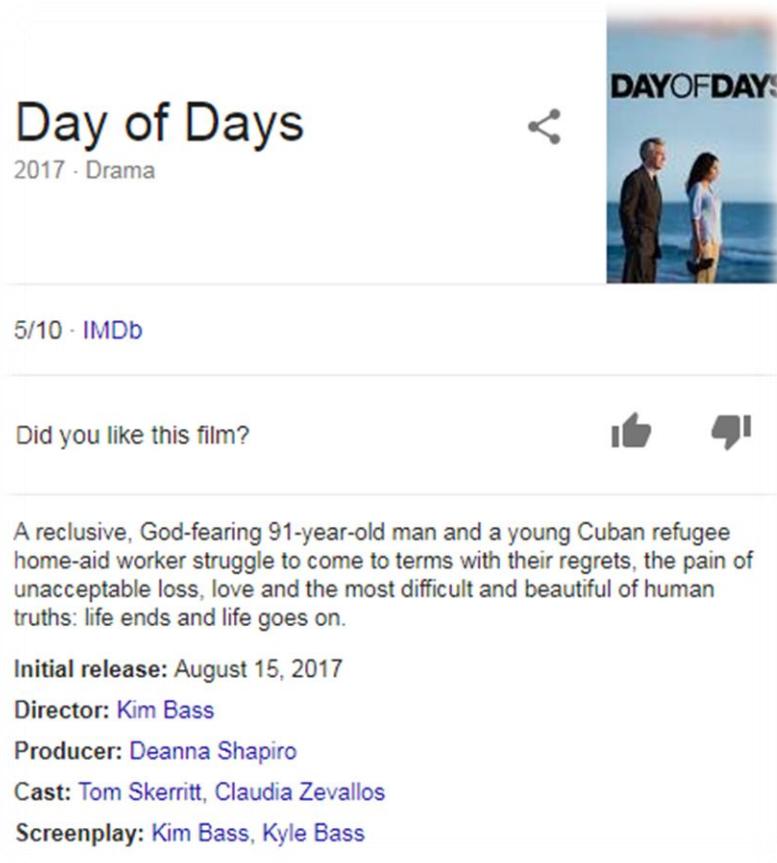 Day of Days
2017 · Drama
DAYOFDAYS
5/10 · IMDb
Did you like this film?
A reclusive, God-fearing 91-year-old man and a young Cuban refugee
home-aid worker struggle to come to terms with their regrets, the pain of
unacceptable loss, love and the most difficult and beautiful of human
truths: life ends and life goes on.
Initial release: August 15, 2017
Director: Kim Bass
Producer: Deanna Shapiro
Cast: Tom Skerritt, Claudia Zevallos
Screenplay: Kim Bass, Kyle Bass